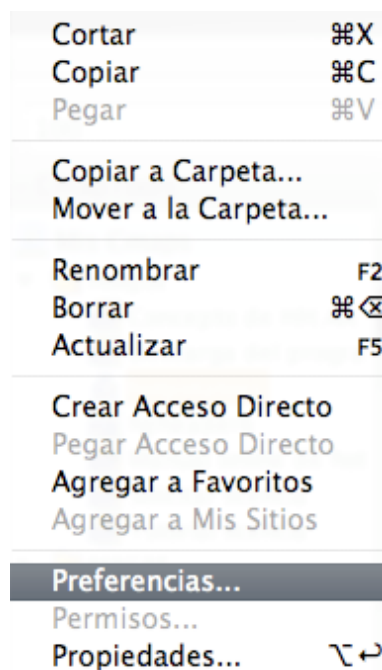 Cortar ⌘X
Copiar ⌘C
Pegar ⌘V
Copiar a Carpeta...
Mover a la Carpeta...
Renombrar F2
Borrar ⌘⌫
Actualizar F5
Crear Acceso Directo
Pegar Acceso Directo
Agregar a Favoritos
Agregar a Mis Sitios
Preferencias...
Permisos...
Propiedades... ⌥↩